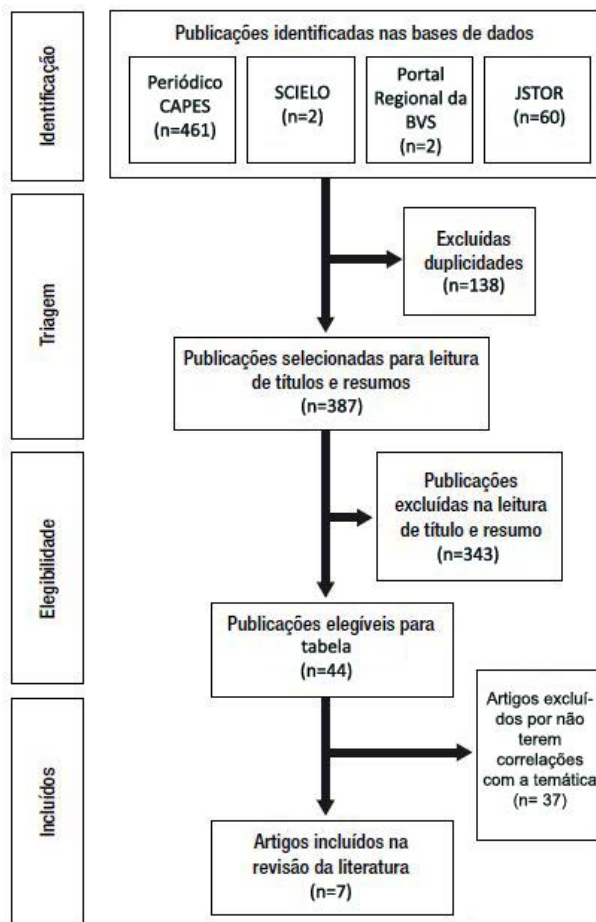 Identificação
Publicações identificadas nas bases de dados
Periódico
CAPES
(n=461)
SCIELO
(n=2)
Portal
Regional da
BVS
(n=2)
JSTOR
(n=60)
Triagem
Excluídas
duplicidades
(n=138)
Publicações selecionadas para leitura
de títulos e resumos
(n=387)
Elegibilidade
Publicações
excluídas na leitura
de título e resumo
(n=343)
Publicações elegíveis para
tabela
(n=44)
Incluídos
Artigos excluí-
dos por não
terem
correlações
com a temática
(n= 37)
Artigos incluídos na
revisão da literatura
(n=7)